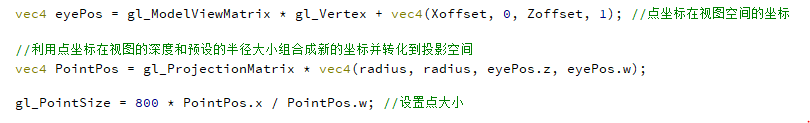 vec4 eyePos = gl_ModelViewMatrix * gl_Vertex + vec4(Xoffset, 0, Zoffset, 1); //点坐标在视图空间的坐标
//利用点坐标在视图的深度和预设的半径大小组合成新的坐标并转化到投影空间
vec4 PointPos = gl_ProjectionMatrix * vec4(radius, radius, eyePos.z, eyePos.w);
gl_PointSize = 800 * PointPos.x / PointPos.w; //设置点大小